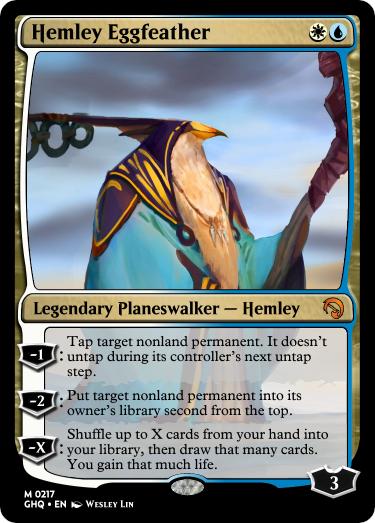 Hemley Eggfeather
Legendary Planeswalker — Hemley
-1
: Tap target nonland permanent. It doesn't
untap during its controller's next untap
step.
-2
: Put target nonland permanent into its
owner's library second from the top.
-X
: Shuffle up to X cards from your hand into
your library, then draw that many cards.
You gain that much life.
3
M 0217
GHQ • EN Wesley Lin